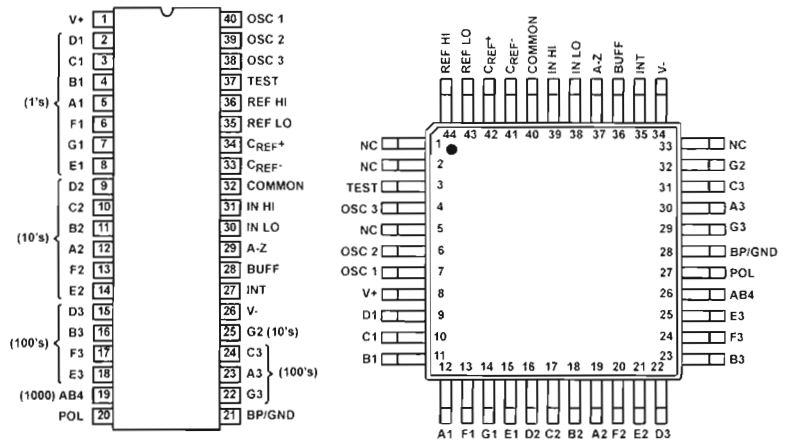 V+ 1 40 OSC 1
D1 2 39 OSC 2
C1 3 38 OSC 3
B1 4 37 TEST
(1's) A1 5 36 REF HI
F1 6 35 REF LO
G1 7 34 CREF+
E1 8 33 CREF-
D2 9 32 COMMON
C2 10 31 IN HI
(10's) B2 11 30 IN LO
A2 12 29 A-Z
F2 13 28 BUFF
E2 14 27 INT
D3 15 26 V-
B3 16 25 G2 (10's)
(100's) F3 17 24 C3
E3 18 23 A3 (100's)
(1000) AB4 19 22 G3
POL 20 21 BP/GND
REF HI REF LO CREF+ CREF- COMMON IN HI IN LO A-Z BUFF INT V-
44 43 42 41 40 39 38 37 36 35 34
NC 1 33 NC
NC 2 32 G2
TEST 3 31 C3
OSC 3 4 30 A3
NC 5 29 G3
OSC 2 6 28 BP/GND
OSC 1 7 27 POL
V+ 8 26 AB4
D1 9 25 E3
C1 10 24 F3
B1 11 23 B3
12 13 14 15 16 17 18 19 20 21 22
A1 F1 G1 E1 D2 C2 B2 A2 F2 E2 D3